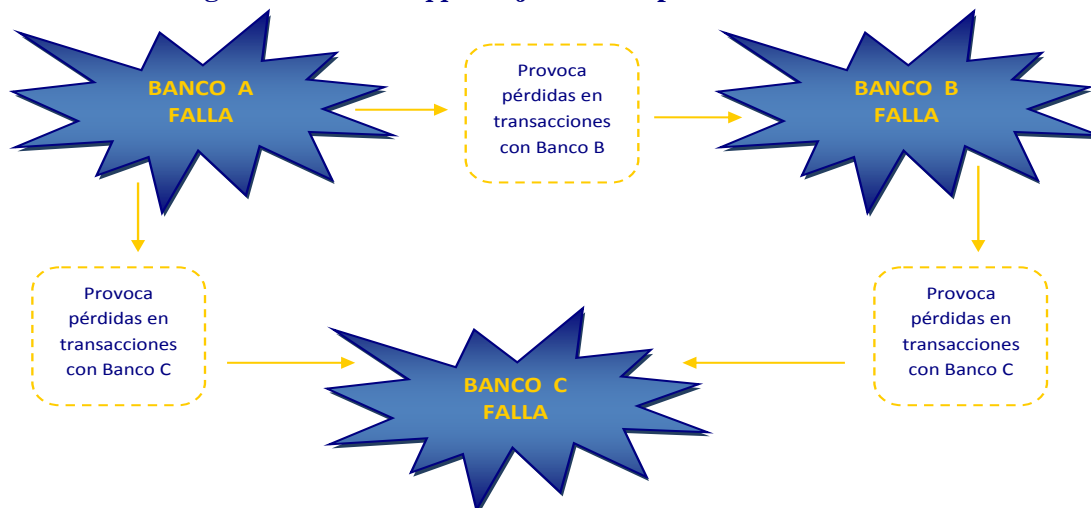 BANCO A
FALLA
Provoca
pérdidas en
transacciones
con Banco B
BANCO B
FALLA
Provoca
pérdidas en
transacciones
con Banco C
BANCO C
FALLA
Provoca
pérdidas en
transacciones
con Banco C